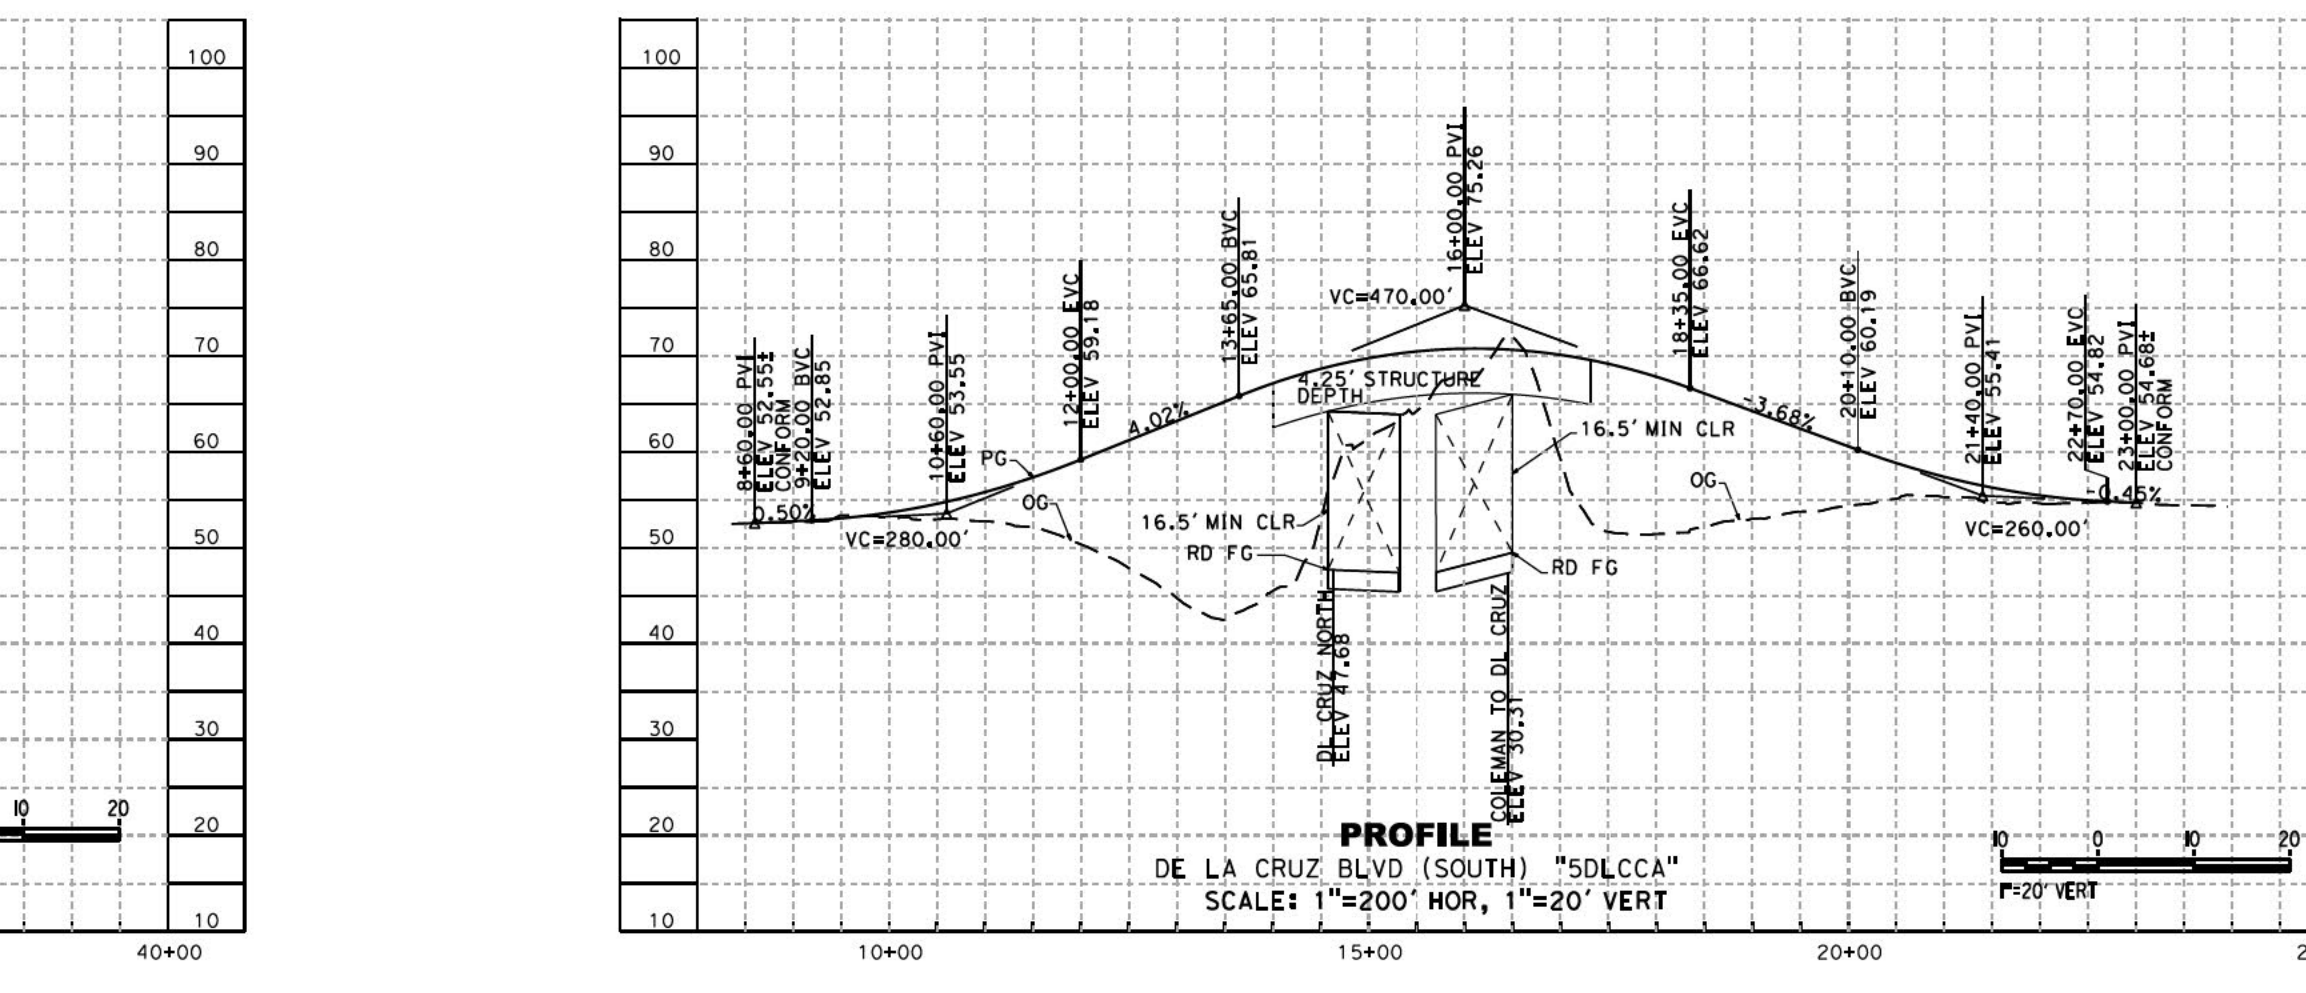 100
90
80
70
60
50
40
30
20
10
10 20
40+00
100
90
80
70
60
50
40
30
20
10
8+60.00 PVI
ELEV 52.55±
CONFORM
9+20.00 BVC
ELEV 52.85
0.50%
VC=280.00'
10+60.00 PVI
ELEV 53.55
PG
OG
12+00.00 EVC
ELEV 59.18
4.02%
13+65.00 BVC
ELEV 65.81
VC=470.00'
16+00.00 PVI
ELEV 75.26
4.25' STRUCTURE
DEPTH
16.5' MIN CLR
RD FG
DL CRUZ NORTH
ELEV 47.68
16.5' MIN CLR
RD FG
COLEMAN TO DL CRUZ
ELEV 30.31
18+35.00 EVC
ELEV 66.62
-3.68%
OG
20+10.00 BVC
ELEV 60.19
21+40.00 PVI
ELEV 55.41
VC=260.00'
22+70.00 EVC
ELEV 54.82
23+00.00 PVI
ELEV 54.68±
CONFORM
-0.45%
PROFILE
DE LA CRUZ BLVD (SOUTH) "5DLCCA"
SCALE: 1"=200' HOR, 1"=20' VERT
10 0 10 20
1"=20' VERT
10+00 15+00 20+00